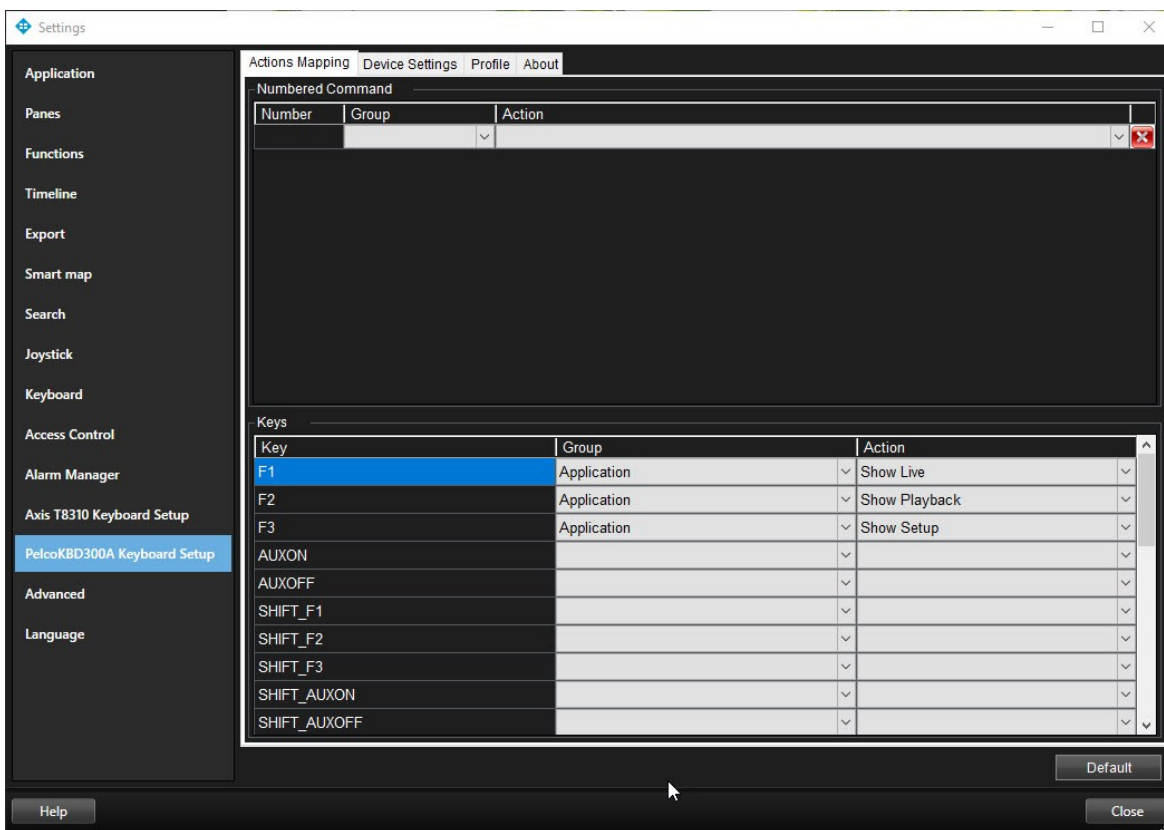 Settings
Application
Panes
Functions
Timeline
Export
Smart map
Search
Joystick
Keyboard
Access Control
Alarm Manager
Axis T8310 Keyboard Setup
PelcoKBD300A Keyboard Setup
Advanced
Language
Actions Mapping Device Settings Profile About
Numbered Command
Number Group Action
Keys
Key Group Action
F1 Application Show Live
F2 Application Show Playback
F3 Application Show Setup
AUXON
AUXOFF
SHIFT_F1
SHIFT_F2
SHIFT_F3
SHIFT_AUXON
SHIFT_AUXOFF
Default
Help Close